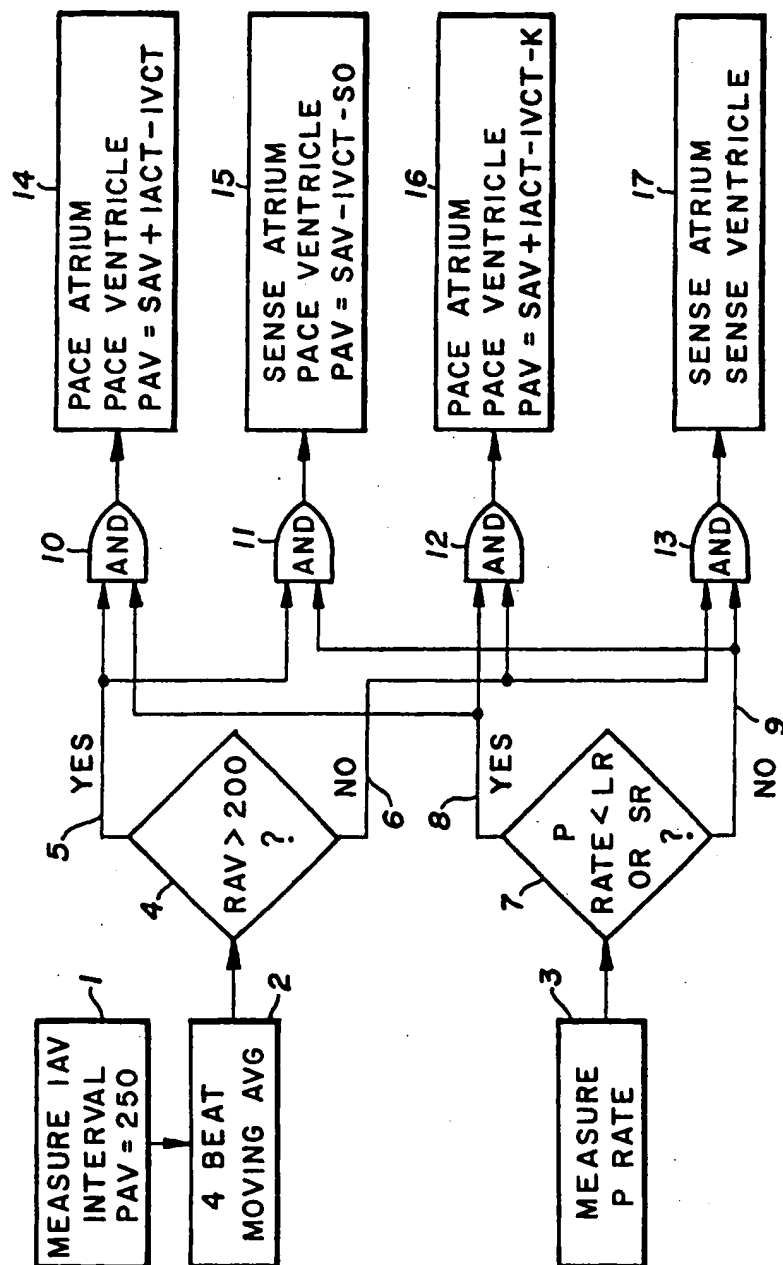 1
MEASURE IAV
INTERVAL
PAV = 250
2
4 BEAT
MOVING AVG
3
MEASURE
P RATE
4
RAV > 200
?
5
YES
6
NO
7
P
RATE < LR
OR SR
?
8
YES
9
NO
10
AND
11
AND
12
AND
13
AND
14
PACE ATRIUM
PACE VENTRICLE
PAV = SAV + IACT - IVCT
15
SENSE ATRIUM
PACE VENTRICLE
PAV = SAV - IVCT - SO
16
PACE ATRIUM
PACE VENTRICLE
PAV = SAV + IACT - IVCT - K
17
SENSE ATRIUM
SENSE VENTRICLE